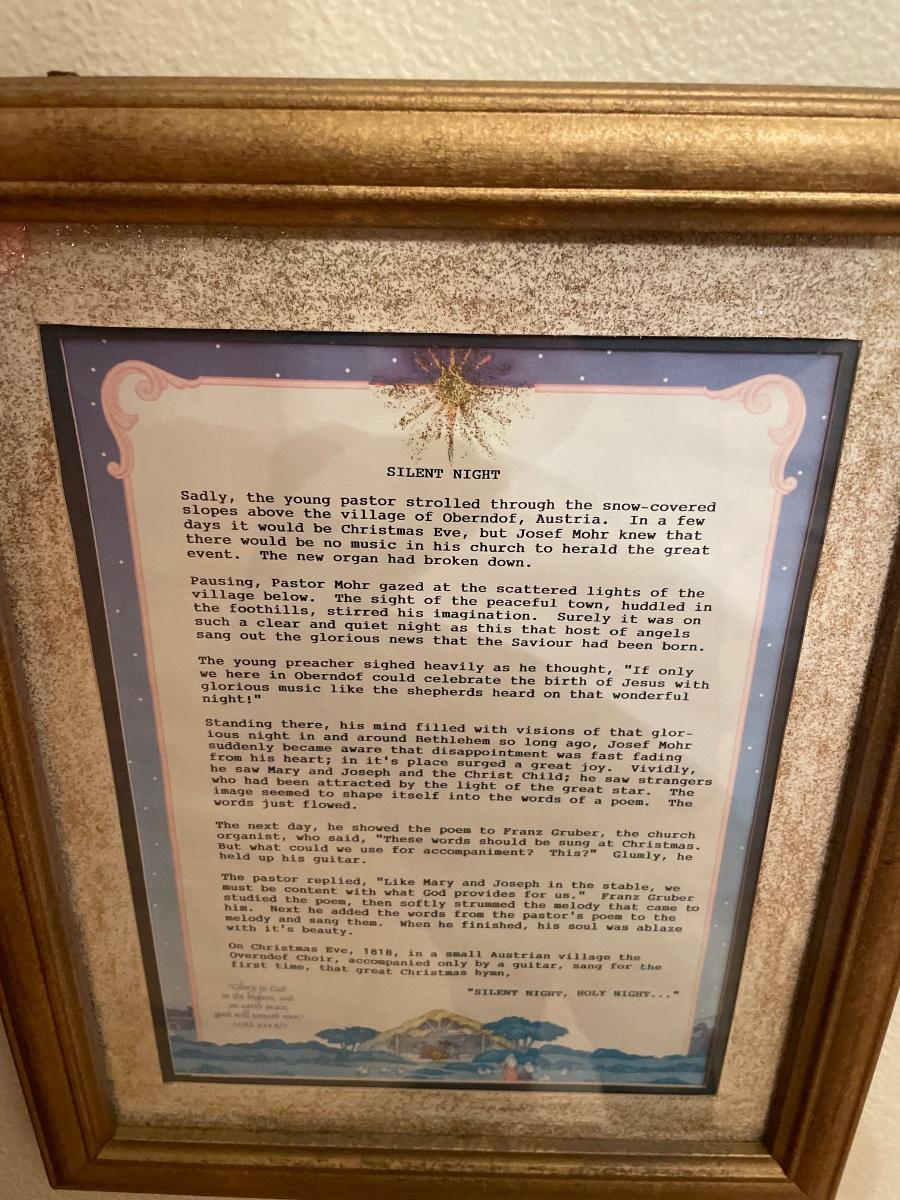 SILENT NIGHT
Sadly, the young pastor strolled through the snow-covered
slopes above the village of Oberndof, Austria. In a few
days it would be Christmas Eve, but Josef Mohr knew that
there would be no music in his church to herald the great
event. The new organ had broken down.
Pausing, Pastor Mohr gazed at the scattered lights of the
village below. The sight of the peaceful town, huddled in
the foothills, stirred his imagination. Surely it was on
such a clear and quiet night as this that host of angels
sang out the glorious news that the Saviour had been born.
The young preacher sighed heavily as he thought, "If only
we here in Oberndof could celebrate the birth of Jesus with
glorious music like the shepherds heard on that wonderful
night!"
Standing there, his mind filled with visions of that glor-
ious night in and around Bethlehem so long ago, Josef Mohr
suddenly became aware that disappointment was fast fading
from his heart; in it's place surged a great joy. Vividly,
he saw Mary and Joseph and the Christ Child; he saw strangers
who had been attracted by the light of the great star. The
image seemed to shape itself into the words of a poem. The
words just flowed.
The next day, he showed the poem to Franz Gruber, the church
organist, who said, "These words should be sung at Christmas.
But what could we use for accompaniment? This?" Glumly, he
held up his guitar.
The pastor replied, "Like Mary and Joseph in the stable, we
must be content with what God provides for us." Franz Gruber
studied the poem, then softly strummed the melody that came to
him. Next he added the words from the pastor's poem to the
melody and sang them. When he finished, his soul was ablaze
with it's beauty.
On Christmas Eve, 1818, in a small Austrian village the
Overndof Choir, accompanied only by a guitar, sang for the
first time, that great Christmas hymn,
"SILENT NIGHT, HOLY NIGHT..."
"Glory to God
in the highest, and
on earth peace,
good will toward men."
LUKE 2:14 KJV